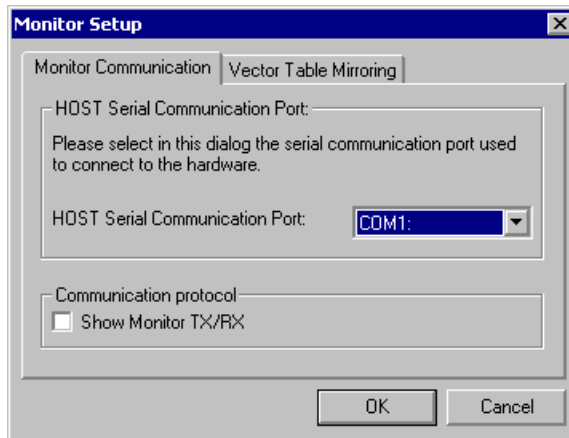 Monitor Setup
Monitor Communication
Vector Table Mirroring
HOST Serial Communication Port:
Please select in this dialog the serial communication port used
to connect to the hardware.
HOST Serial Communication Port:
COM1:
Communication protocol
Show Monitor TX/RX
OK
Cancel